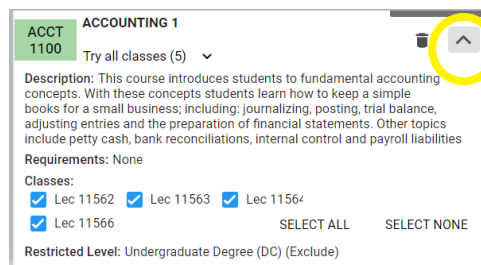 ACCT 1100
ACCOUNTING 1
Try all classes (5)
Description: This course introduces students to fundamental accounting
concepts. With these concepts students learn how to keep a simple
books for a small business; including: journalizing, posting, trial balance,
adjusting entries and the preparation of financial statements. Other topics
include petty cash, bank reconciliations, internal control and payroll liabilities
Requirements: None
Classes:
Lec 11562 Lec 11563 Lec 11564
Lec 11566 SELECT ALL SELECT NONE
Restricted Level: Undergraduate Degree (DC) (Exclude)